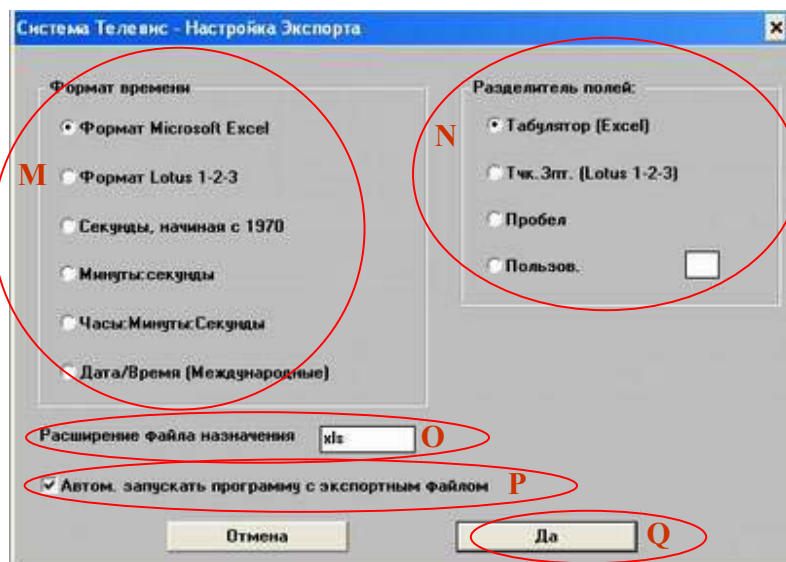 Система Телевис - Настройка Экспорта
Формат времени
Формат Microsoft Excel
M
Формат Lotus 1-2-3
Секунды, начиная с 1970
Минуты:секунды
Часы:Минуты:Секунды
Дата/Время (Международные)
Разделитель полей:
N
Табулятор (Excel)
Тчк.Зпт. (Lotus 1-2-3)
Пробел
Пользов.
Расширение файла назначения
xls
O
Автом. запускать программу с экспортным файлом
P
Отмена
Да
Q